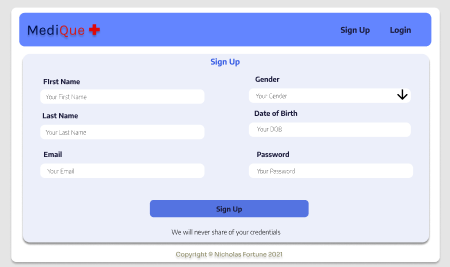 MediQue
Sign Up
Login
Sign Up
First Name
Your First Name
Gender
Your Gender
Last Name
Your Last Name
Date of Birth
Your DOB
Email
Your Email
Password
Your Password
Sign Up
We will never share of your credentials
Copyright © Nicholas Fortune 2021